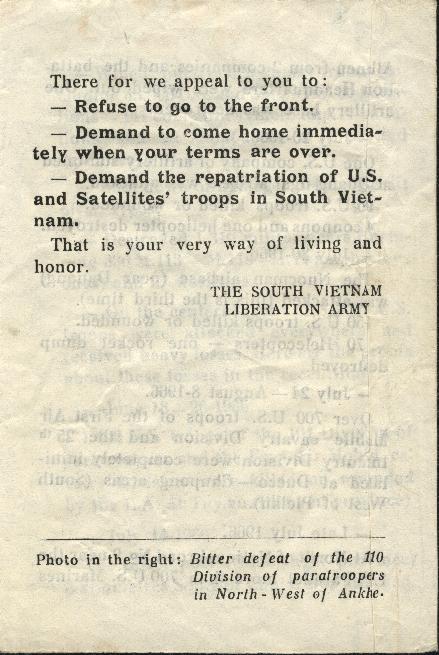 There for we appeal to you to:
— Refuse to go to the front.
— Demand to come home immedia-
tely when your terms are over.
— Demand the repatriation of U.S.
and Satellites' troops in South Viet-
nam.
That is your very way of living and
honor.
THE SOUTH VIETNAM
LIBERATION ARMY
Photo in the right: Bitter defeat of the 110
Division of paratroopers
in North-West of Ankhe.